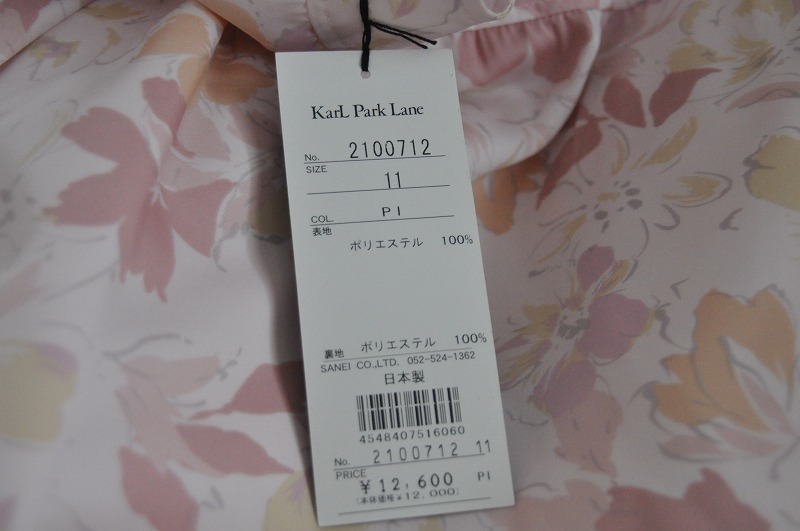 KarL Park Lane
No. 2100712
SIZE
11
COL. PI
表地
ポリエステル 100%
裏地 ポリエステル 100%
SANEI CO.,LTD. 052-524-1362
日本製
4548407516060
No. 2100712 11
PRICE
¥12,600 PI
(本体価格¥12,000)